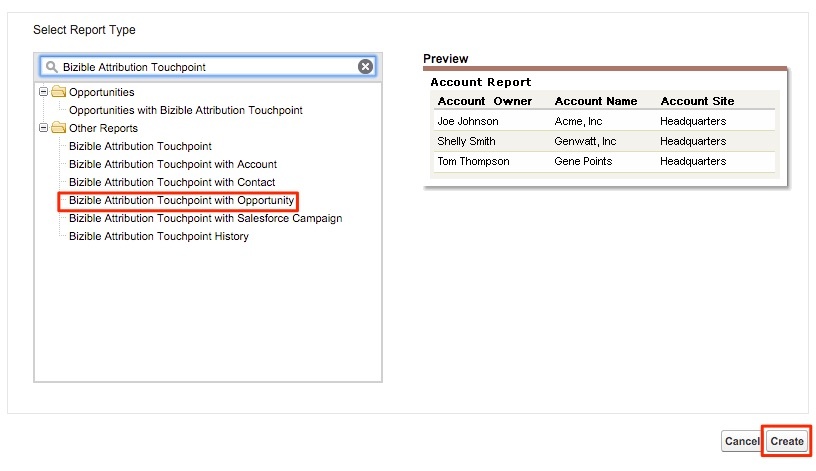 Select Report Type
Bizible Attribution Touchpoint
Opportunities
Opportunities with Bizible Attribution Touchpoint
Other Reports
Bizible Attribution Touchpoint
Bizible Attribution Touchpoint with Account
Bizible Attribution Touchpoint with Contact
Bizible Attribution Touchpoint with Opportunity
Bizible Attribution Touchpoint with Salesforce Campaign
Bizible Attribution Touchpoint History
Preview
Account Report
Account Owner Account Name Account Site
Joe Johnson Acme, Inc Headquarters
Shelly Smith Genwatt, Inc Headquarters
Tom Thompson Gene Points Headquarters
Cancel Create